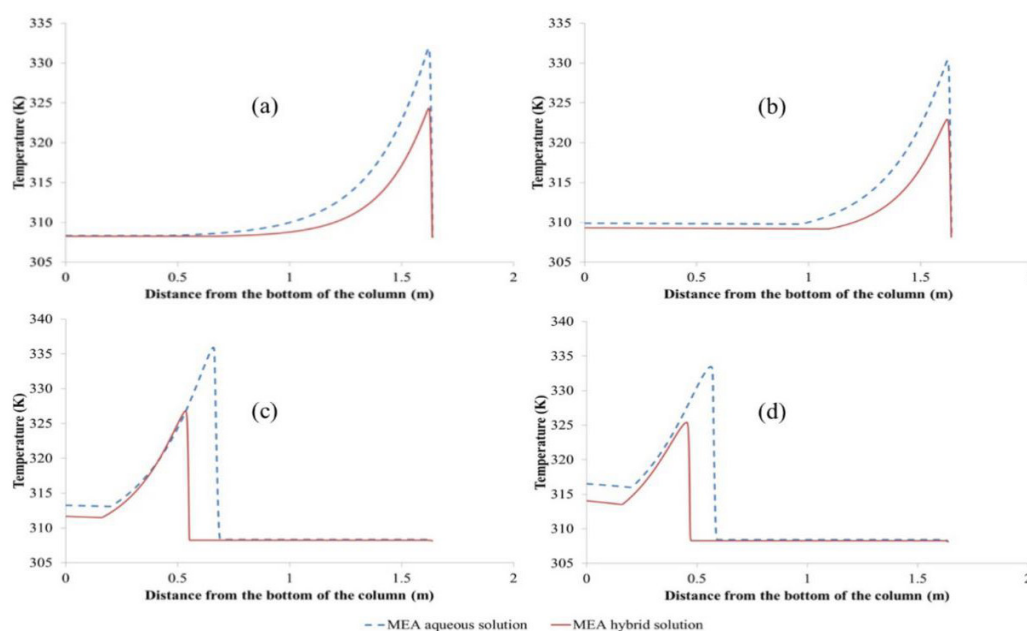 335
330
325
320
315
310
305
Temperature (K)
(a)
0 0.5 1 1.5 2
Distance from the bottom of the column (m)
335
330
325
320
315
310
305
Temperature (K)
(b)
0 0.5 1 1.5 2
Distance from the bottom of the column (m)
340
335
330
325
320
315
310
305
Temperature (K)
(c)
0 0.5 1 1.5 2
Distance from the bottom of the column (m)
340
335
330
325
320
315
310
305
Temperature (K)
(d)
0 0.5 1 1.5 2
Distance from the bottom of the column (m)
MEA aqueous solution MEA hybrid solution